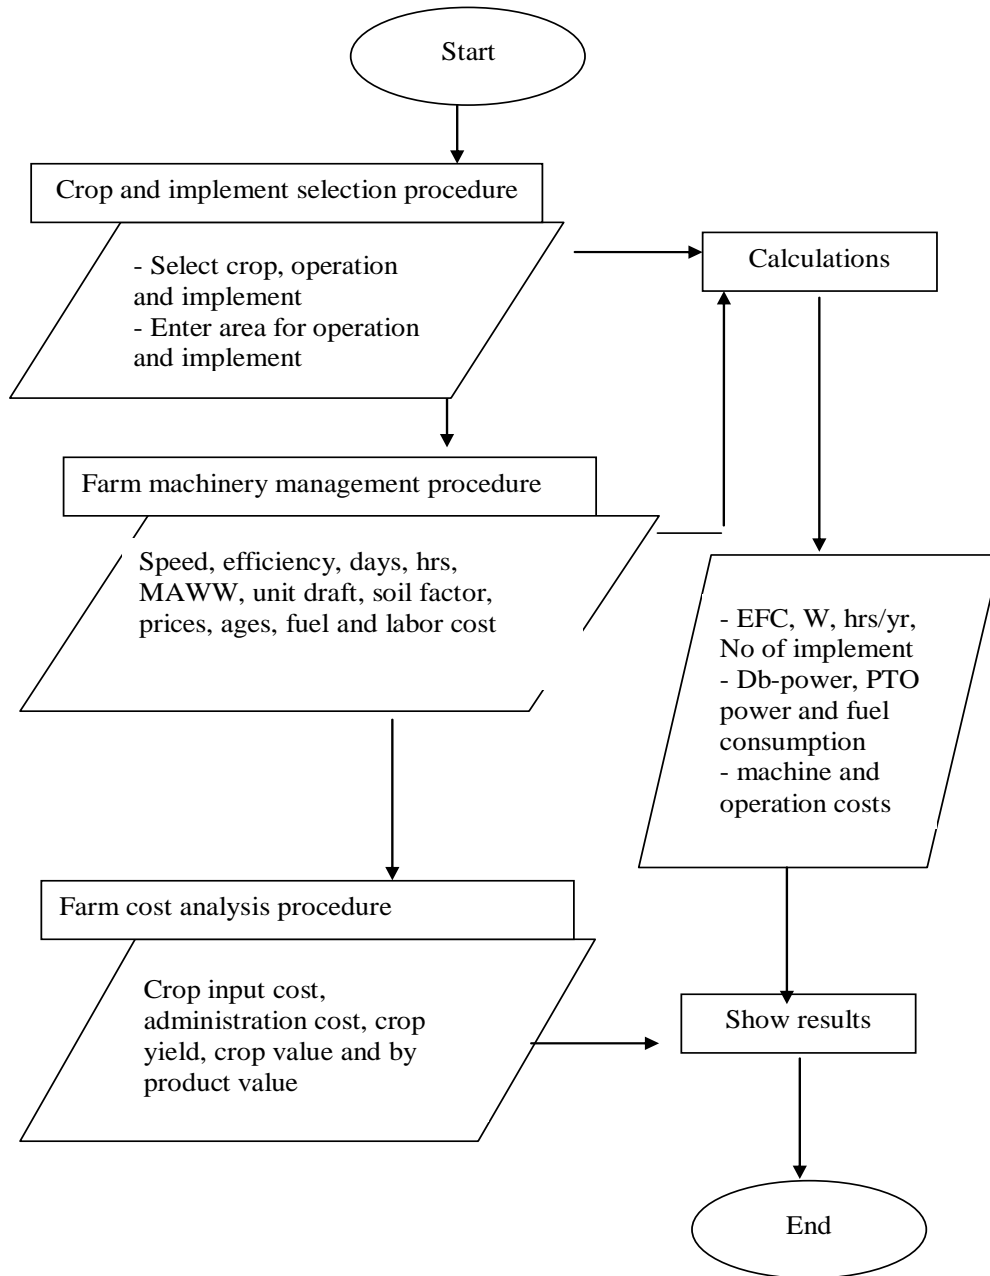 Start
Crop and implement selection procedure
- Select crop, operation
and implement
- Enter area for operation
and implement
Calculations
Farm machinery management procedure
Speed, efficiency, days, hrs,
MAWW, unit draft, soil factor,
prices, ages, fuel and labor cost
- EFC, W, hrs/yr,
No of implement
- Db-power, PTO
power and fuel
consumption
- machine and
operation costs
Farm cost analysis procedure
Crop input cost,
administration cost, crop
yield, crop value and by
product value
Show results
End